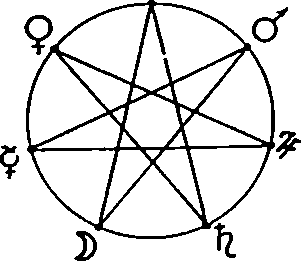 ♀ ♂
☿ ♃
☽ ♄